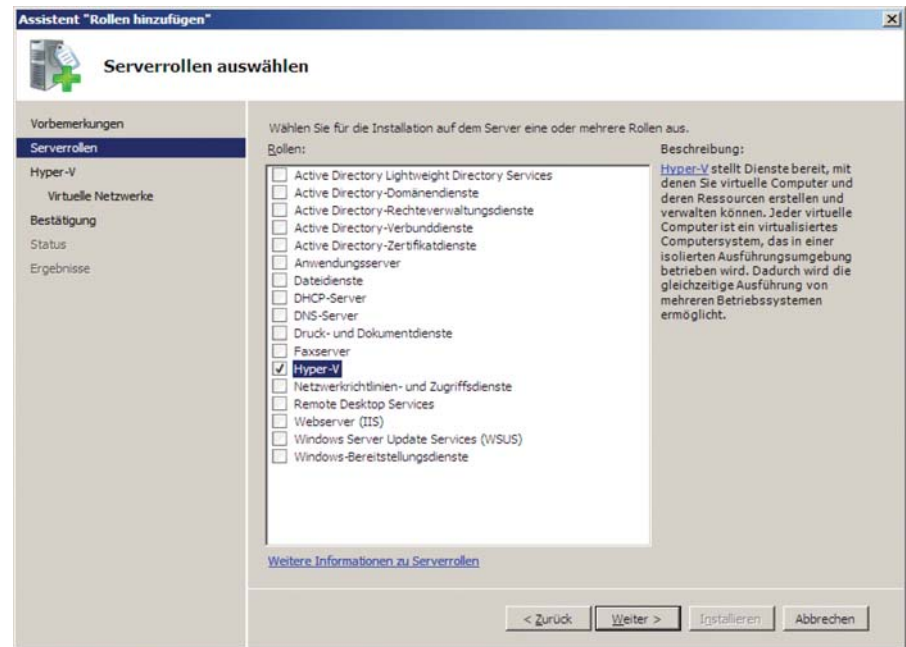 Assistent "Rollen hinzufügen"
Serverrollen auswählen
Vorbemerkungen
Serverrollen
Hyper-V
Virtuelle Netzwerke
Bestätigung
Status
Ergebnisse
Wählen Sie für die Installation auf dem Server eine oder mehrere Rollen aus.
Rollen:
Active Directory Lightweight Directory Services
Active Directory-Domänendienste
Active Directory-Rechteverwaltungsdienste
Active Directory-Verbunddienste
Active Directory-Zertifikatdienste
Anwendungsserver
Dateidienste
DHCP-Server
DNS-Server
Druck- und Dokumentdienste
Faxserver
Hyper-V
Netzwerkrichtlinien- und Zugriffsdienste
Remote Desktop Services
Webserver (IIS)
Windows Server Update Services (WSUS)
Windows-Bereitstellungsdienste
Weitere Informationen zu Serverrollen
Beschreibung:
Hyper-V stellt Dienste bereit, mit
denen Sie virtuelle Computer und
deren Ressourcen erstellen und
verwalten können. Jeder virtuelle
Computer ist ein virtualisiertes
Computersystem, das in einer
isolierten Ausführungsumgebung
betrieben wird. Dadurch wird die
gleichzeitige Ausführung von
mehreren Betriebssystemen
ermöglicht.
< Zurück
Weiter >
Installieren
Abbrechen